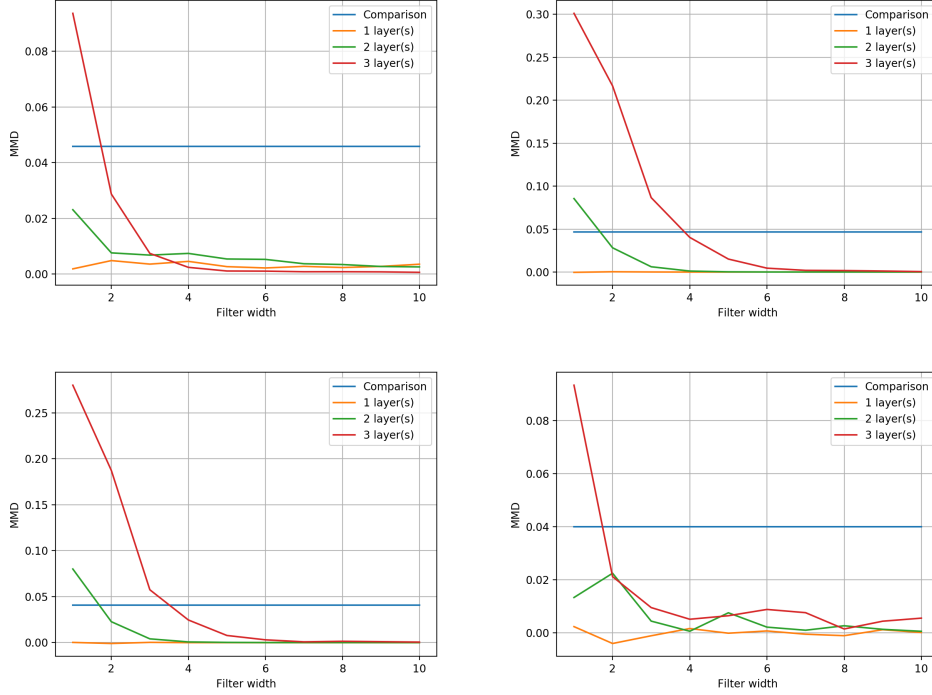 Comparison
1 layer(s)
2 layer(s)
3 layer(s)
0.08
0.06
0.04
0.02
0.00
MMD
2
4
6
8
10
Filter width
Comparison
1 layer(s)
2 layer(s)
3 layer(s)
0.30
0.25
0.20
0.15
0.10
0.05
0.00
MMD
2
4
6
8
10
Filter width
Comparison
1 layer(s)
2 layer(s)
3 layer(s)
0.25
0.20
0.15
0.10
0.05
0.00
MMD
2
4
6
8
10
Filter width
Comparison
1 layer(s)
2 layer(s)
3 layer(s)
0.08
0.06
0.04
0.02
0.00
MMD
2
4
6
8
10
Filter width